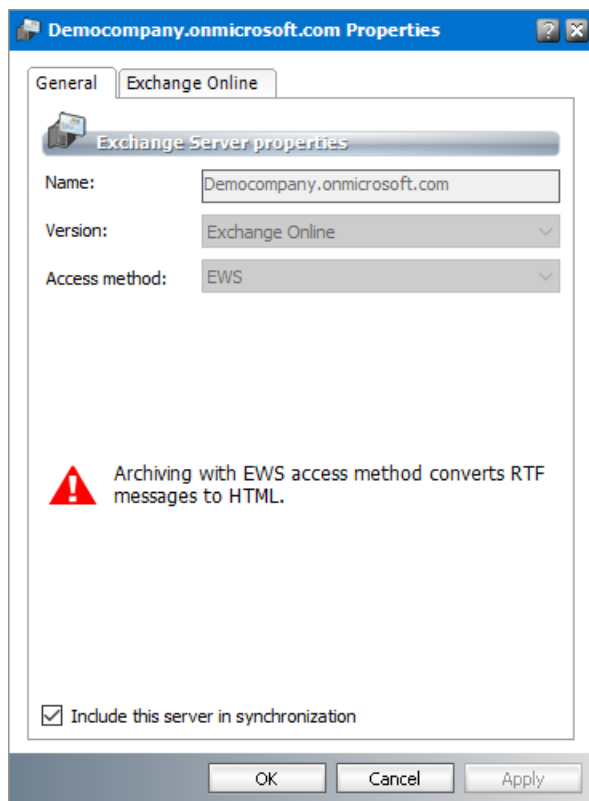 Democompany.onmicrosoft.com Properties
General Exchange Online
Exchange Server properties
Name: Democompany.onmicrosoft.com
Version: Exchange Online
Access method: EWS
Archiving with EWS access method converts RTF
messages to HTML.
Include this server in synchronization
OK Cancel Apply